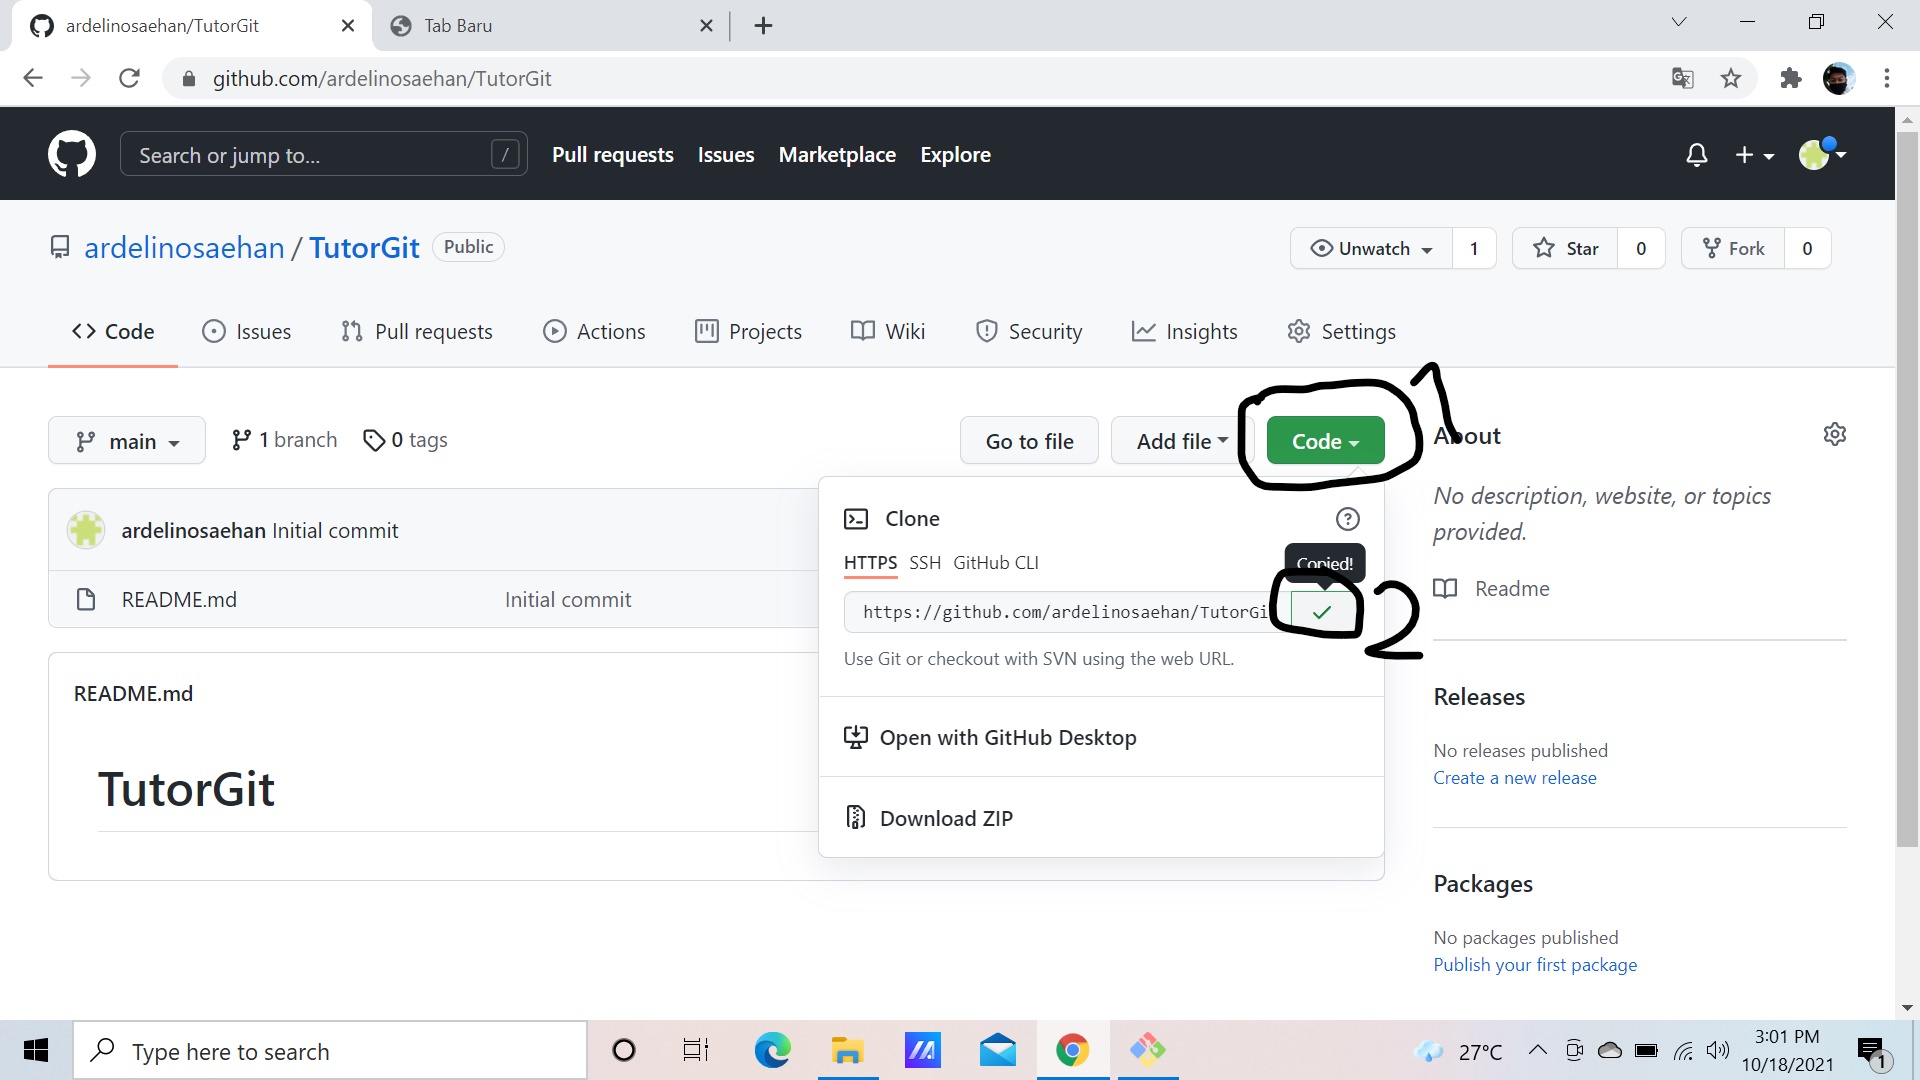 ardelinosaehan/TutorGit
Tab Baru
github.com/ardelinosaehan/TutorGit
Search or jump to...
/
Pull requests
Issues
Marketplace
Explore
ardelinosaehan / TutorGit
Public
Unwatch
1
Star
0
Fork
0
Code
Issues
Pull requests
Actions
Projects
Wiki
Security
Insights
Settings
1
main
1 branch
0 tags
Go to file
Add file
Code
About
No description, website, or topics
provided.
Readme
ardelinosaehan Initial commit
README.md
Initial commit
Clone
HTTPS SSH GitHub CLI
Copied!
https://github.com/ardelinosaehan/TutorGi
2
Use Git or checkout with SVN using the web URL.
Open with GitHub Desktop
Download ZIP
README.md
TutorGit
Releases
No releases published
Create a new release
Packages
No packages published
Publish your first package
Type here to search
27°C
3:01 PM
10/18/2021
1